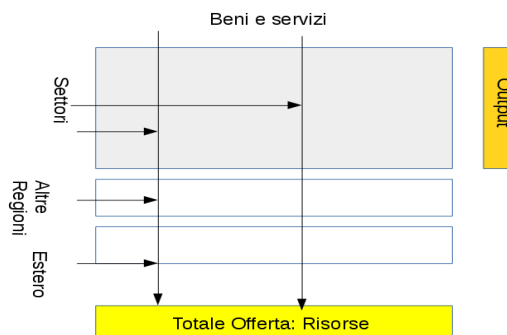 Beni e servizi
Settori
Output
Altre
Regioni
Estero
Totale Offerta: Risorse